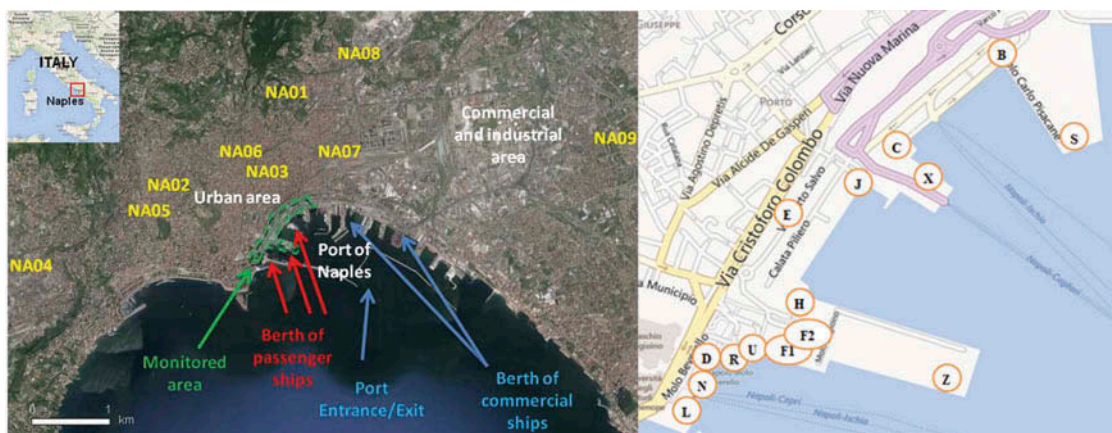 ITALY
Naples
NA08
NA01
Commercial
and industrial
area
NA09
NA06
NA07
NA03
NA02
Urban area
NA05
Port of
Naples
NA04
Monitored
area
Berth of
passenger
ships
Port
Entrance/Exit
Berth of
commercial
ships
0 1
km
GIUSEPPE
Corso
Via Nuova Marina
B
Carlo Pisacane
S
PORTO
Via Agostino Depretis
Via Alcide De Gasperi
C
X
J
E
Via Cristoforo Colombo
Calata Piliero
Napoli-Ischia
Napoli-Cagliari
Municipio
H
F2
F1
U
R
D
N
L
Z
Molo Beverello
Napoli-Capri
Napoli-Ischia